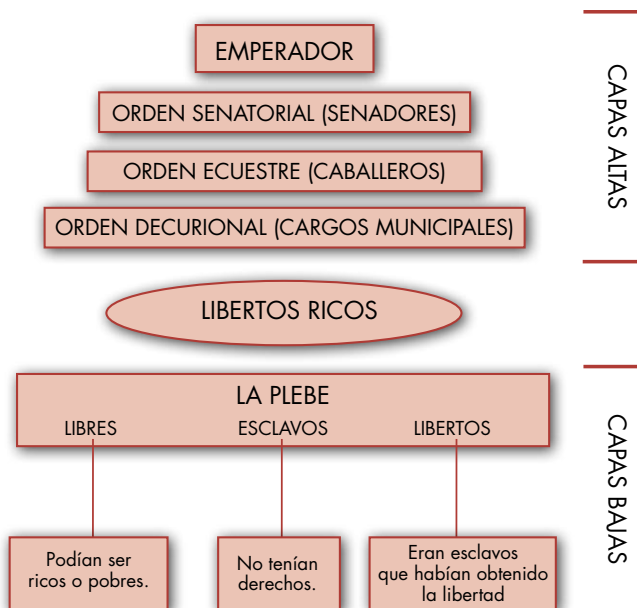 EMPERADOR
ORDEN SENATORIAL (SENADORES)
ORDEN ECUESTRE (CABALLEROS)
ORDEN DECURIONAL (CARGOS MUNICIPALES)
CAPAS ALTAS
LIBERTOS RICOS
LA PLEBE
LIBRES ESCLAVOS LIBERTOS
Podían ser
ricos o pobres.
No tenían
derechos.
Eran esclavos
que habían obtenido
la libertad
CAPAS BAJAS